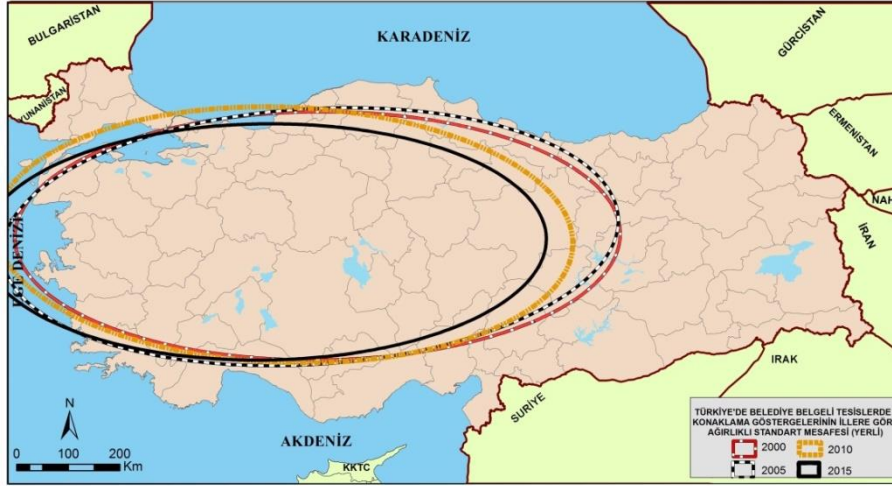 BULGARİSTAN
KARADENİZ
GÜRCİSTAN
YUNANİSTAN
ERMENİSTAN
NAH
İRAN
EGE DENİZİ
N
IRAK
SURİYE
AKDENİZ
KKTC
100 0 100 200
Km
TÜRKİYE'DE BELEDİYE BELGELİ TESİSLERDE
KONAKLAMA GÖSTERGELERİNİN İLLERE GÖR
AĞIRLIKLI STANDART MESAFESİ (YERLİ)
2000 2010
2005 2015